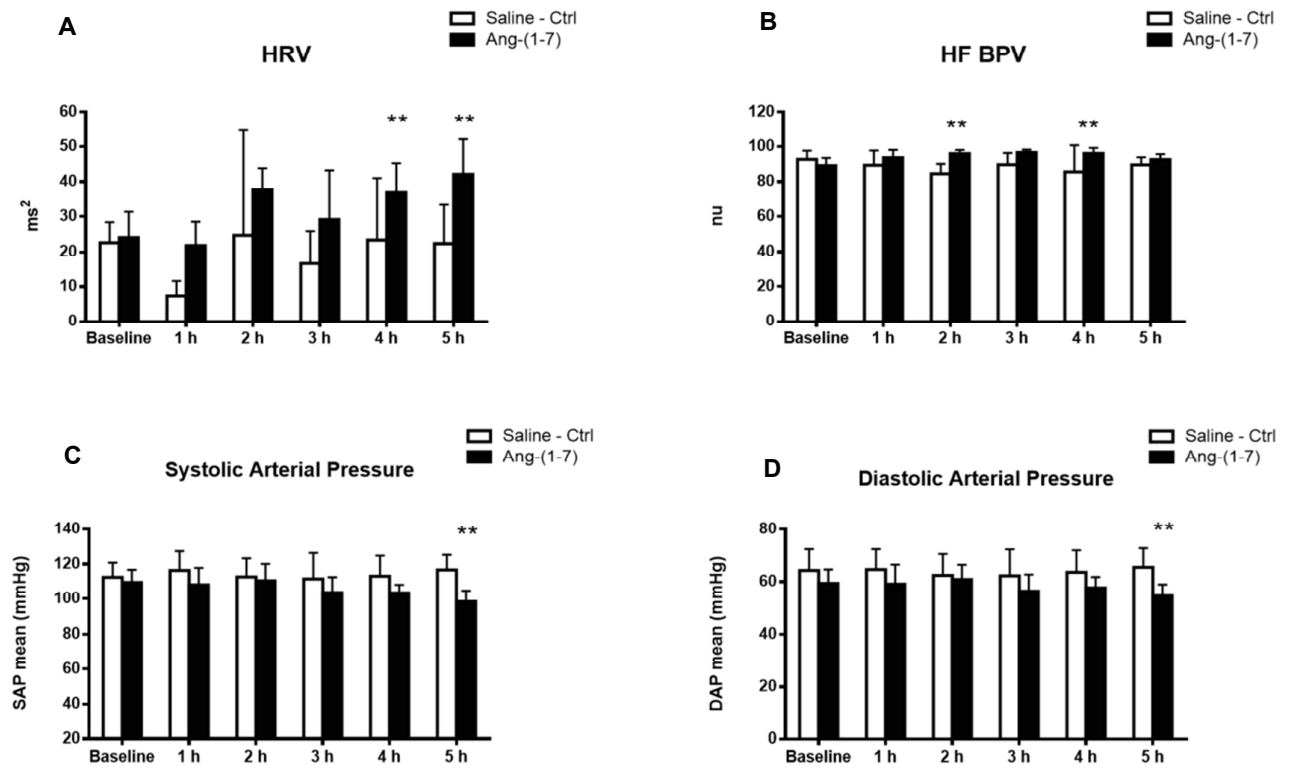 A
Saline - Ctrl
Ang-(1-7)
HRV
60
50
40
30
20
10
0
ms²
** **
Baseline 1 h 2 h 3 h 4 h 5 h
B
Saline - Ctrl
Ang-(1-7)
HF BPV
120
100
80
60
40
20
0
nu
** **
Baseline 1 h 2 h 3 h 4 h 5 h
C
Saline - Ctrl
Ang-(1-7)
Systolic Arterial Pressure
140
120
100
80
60
40
20
SAP mean (mmHg)
**
Baseline 1 h 2 h 3 h 4 h 5 h
D
Saline - Ctrl
Ang-(1-7)
Diastolic Arterial Pressure
80
60
40
20
0
DAP mean (mmHg)
**
Baseline 1 h 2 h 3 h 4 h 5 h